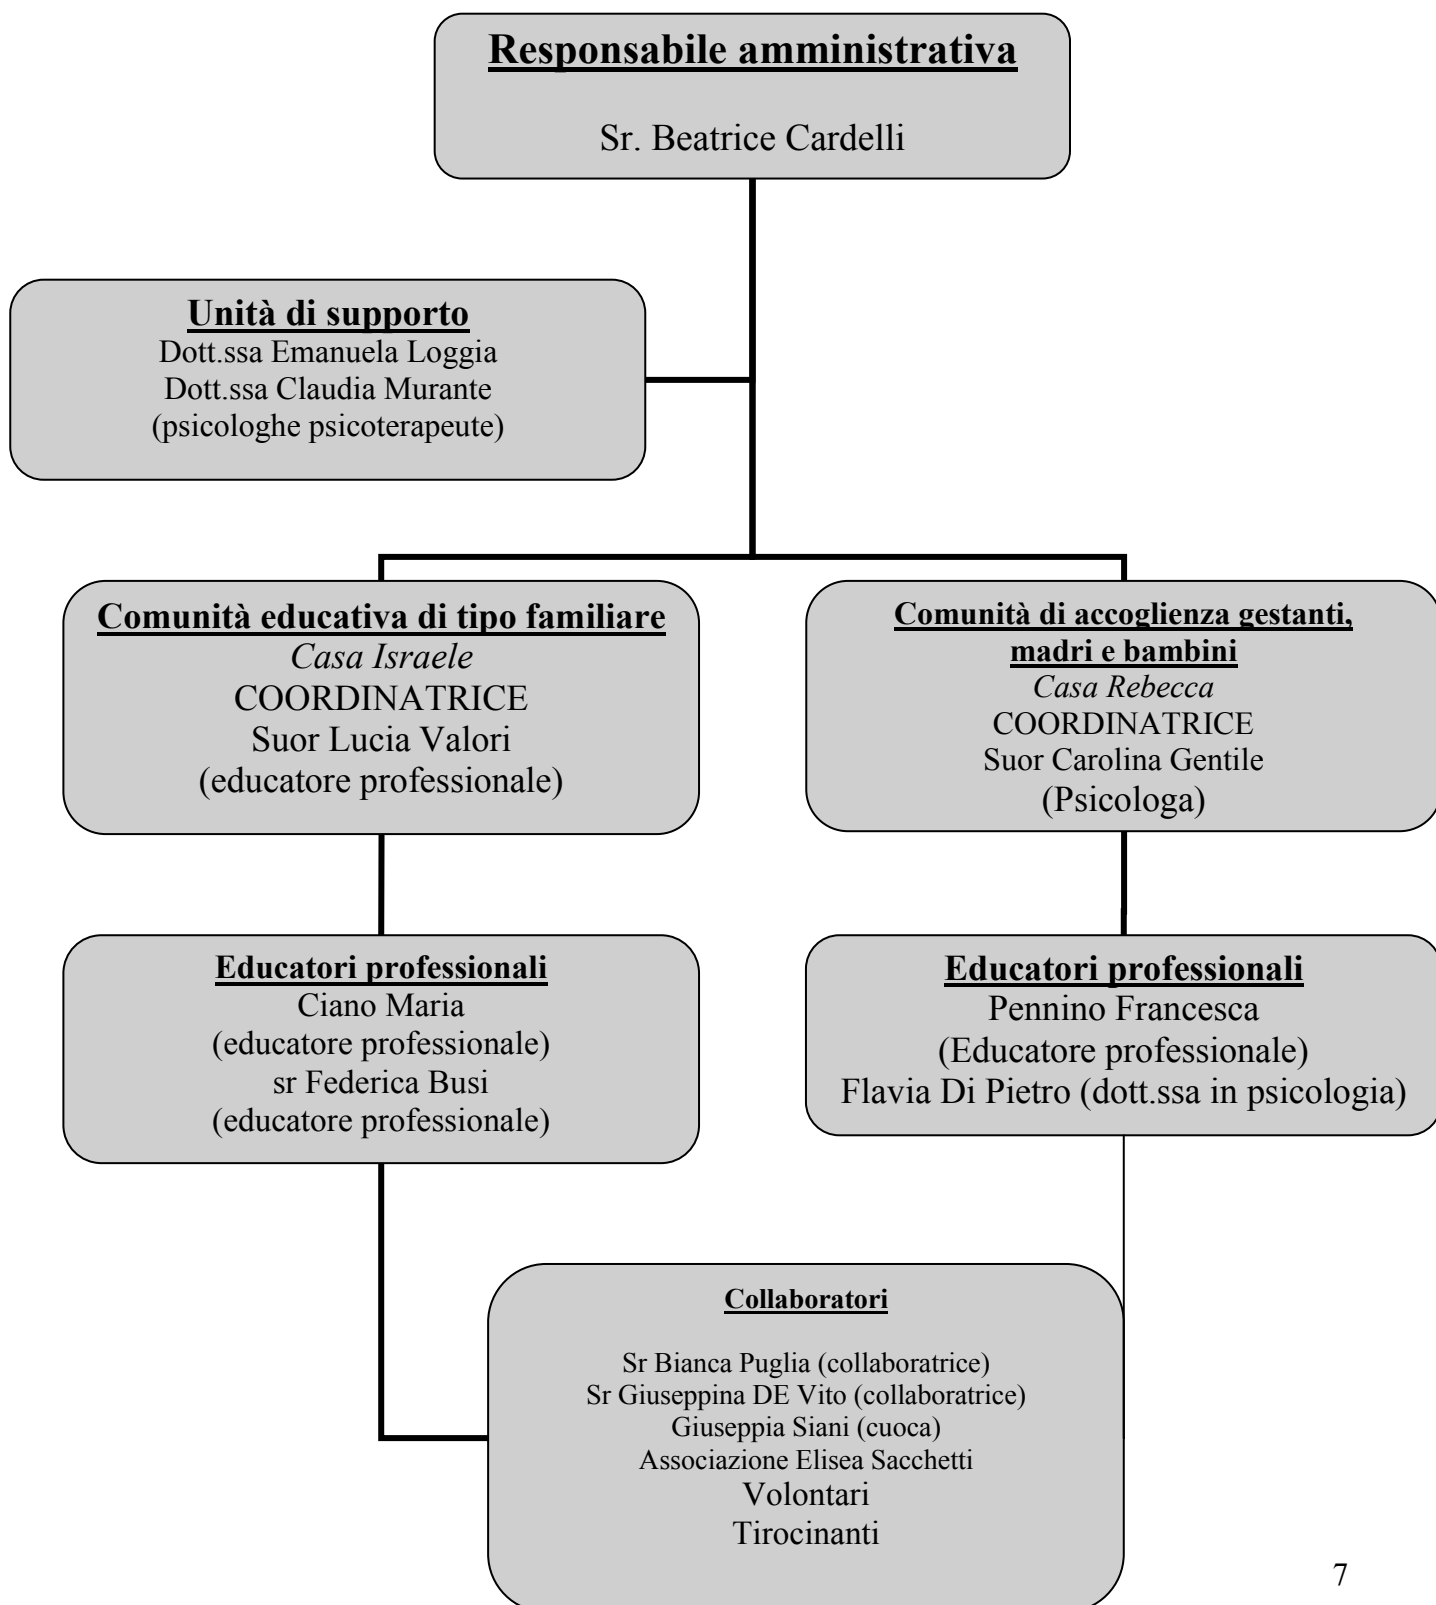 Responsabile amministrativa
Sr. Beatrice Cardelli
Unità di supporto
Dott.ssa Emanuela Loggia
Dott.ssa Claudia Murante
(psicologhe psicoterapeute)
Comunità educativa di tipo familiare
Casa Israele
COORDINATRICE
Suor Lucia Valori
(educatore professionale)
Comunità di accoglienza gestanti,
madri e bambini
Casa Rebecca
COORDINATRICE
Suor Carolina Gentile
(Psicologa)
Educatori professionali
Ciano Maria
(educatore professionale)
sr Federica Busi
(educatore professionale)
Educatori professionali
Pennino Francesca
(Educatore professionale)
Flavia Di Pietro (dott.ssa in psicologia)
Collaboratori
Sr Bianca Puglia (collaboratrice)
Sr Giuseppina DE Vito (collaboratrice)
Giuseppia Siani (cuoca)
Associazione Elisea Sacchetti
Volontari
Tirocinanti
7